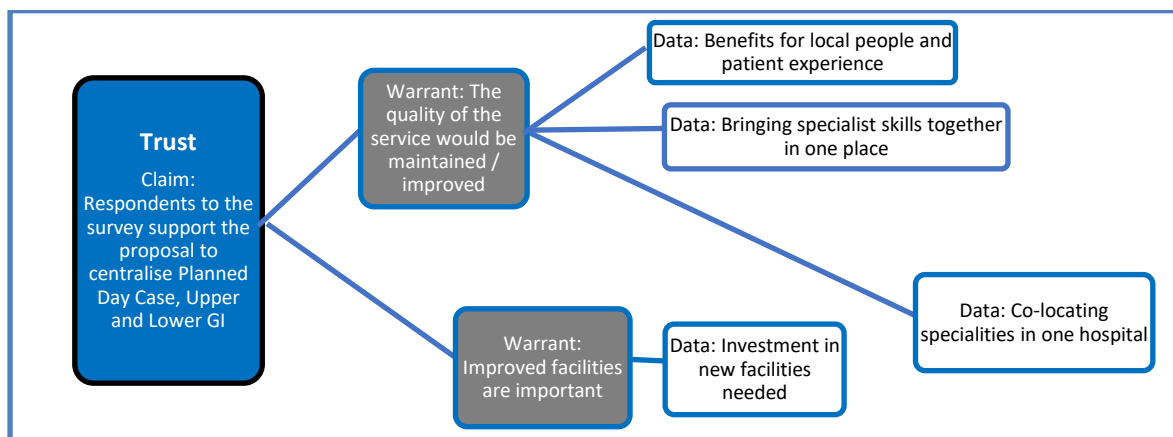 Trust
Claim:
Respondents to the
survey support the
proposal to
centralise Planned
Day Case, Upper
and Lower GI
Warrant: The
quality of the
service would be
maintained /
improved
Data: Benefits for local people and
patient experience
Data: Bringing specialist skills together
in one place
Data: Co-locating
specialities in one hospital
Warrant:
Improved facilities
are important
Data: Investment in
new facilities
needed